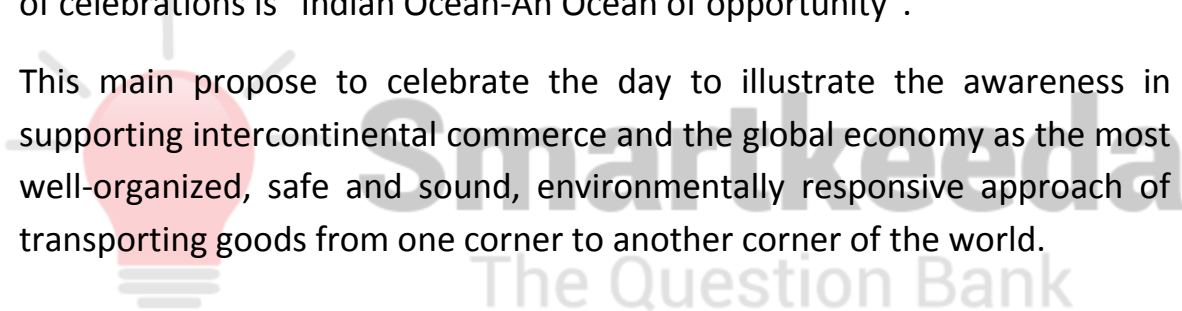 of celebrations is "Indian Ocean-An Ocean of opportunity".
This main propose to celebrate the day to illustrate the awareness in
supporting intercontinental commerce and the global economy as the most
well-organized, safe and sound, environmentally responsive approach of
transporting goods from one corner to another corner of the world.
Smartkeeda
The Question Bank